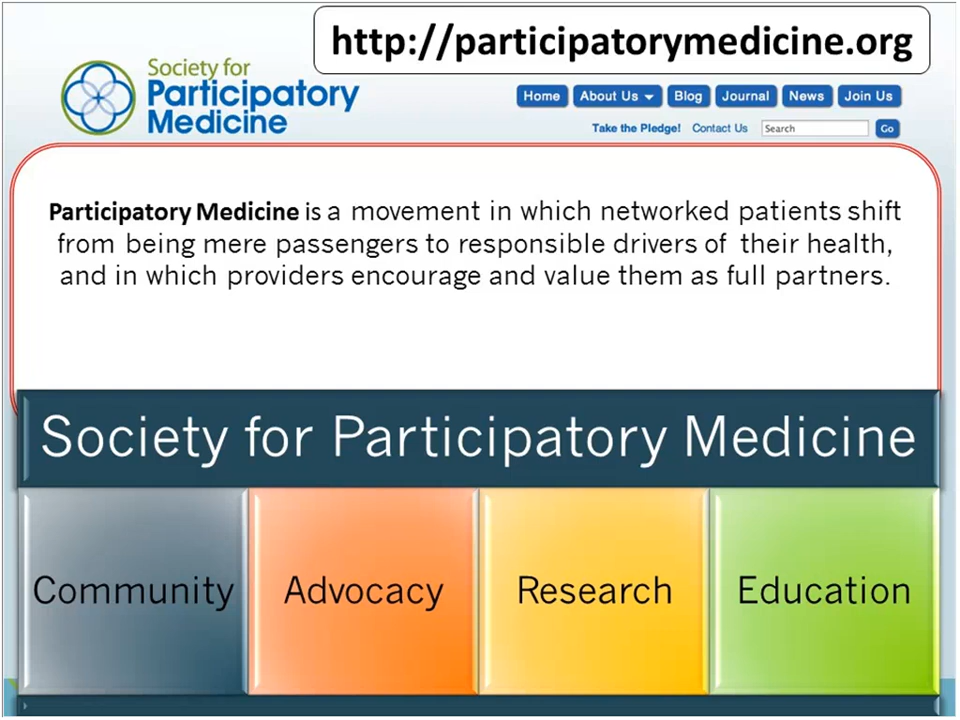 http://participatorymedicine.org
Society for
Participatory
Medicine
Home About Us Blog Journal News Join Us
Take the Pledge! Contact Us Search Go
Participatory Medicine is a movement in which networked patients shift
from being mere passengers to responsible drivers of their health,
and in which providers encourage and value them as full partners.
Society for Participatory Medicine
Community Advocacy Research Education